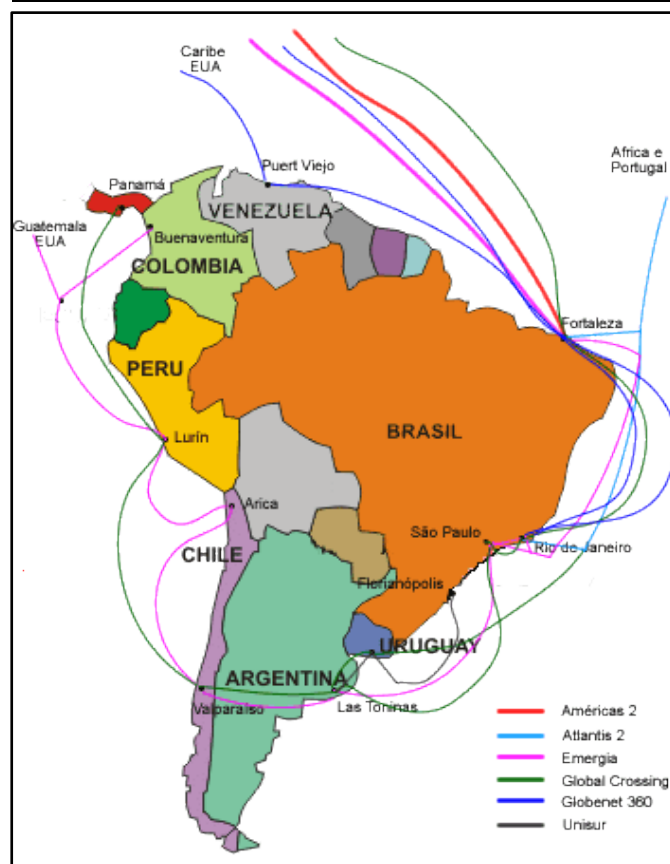 Caribe
EUA
Africa e
Portugal
Puert Viejo
Panamá
VENEZUELA
Guatemala
EUA
Buenaventura
COLOMBIA
Fortaleza
PERU
BRASIL
Lurín
Arica
São Paulo
Rio de Janeiro
CHILE
Florianópolis
URUGUAY
ARGENTINA
Valparaíso
Las Toninas
Américas 2
Atlantis 2
Emergia
Global Crossing
Globenet 360
Unisur